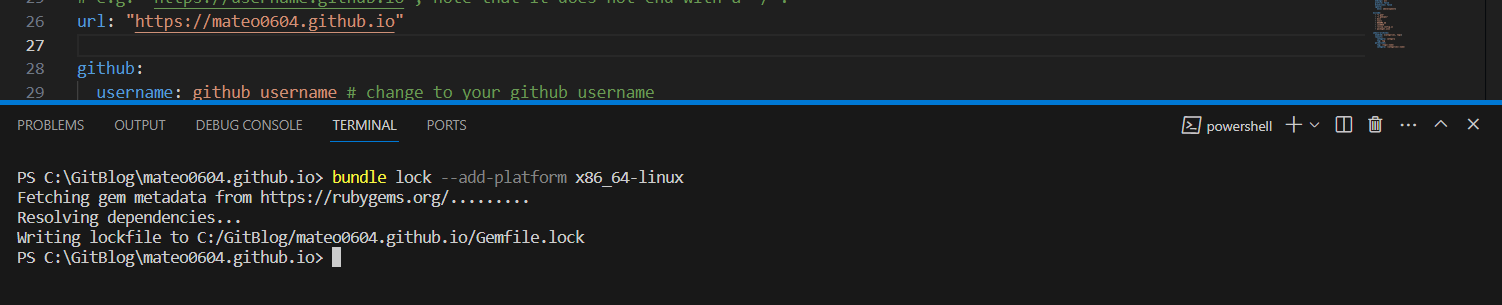 # e.g. "https://username.github.io", note that it does not end with a "/".
26 url: "https://mateo0604.github.io"
27
28 github:
29 username: github_username # change to your github username
PROBLEMS OUTPUT DEBUG CONSOLE TERMINAL PORTS powershell
PS C:\GitBlog\mateo0604.github.io> bundle lock --add-platform x86_64-linux
Fetching gem metadata from https://rubygems.org/.........
Resolving dependencies...
Writing lockfile to C:/GitBlog/mateo0604.github.io/Gemfile.lock
PS C:\GitBlog\mateo0604.github.io>